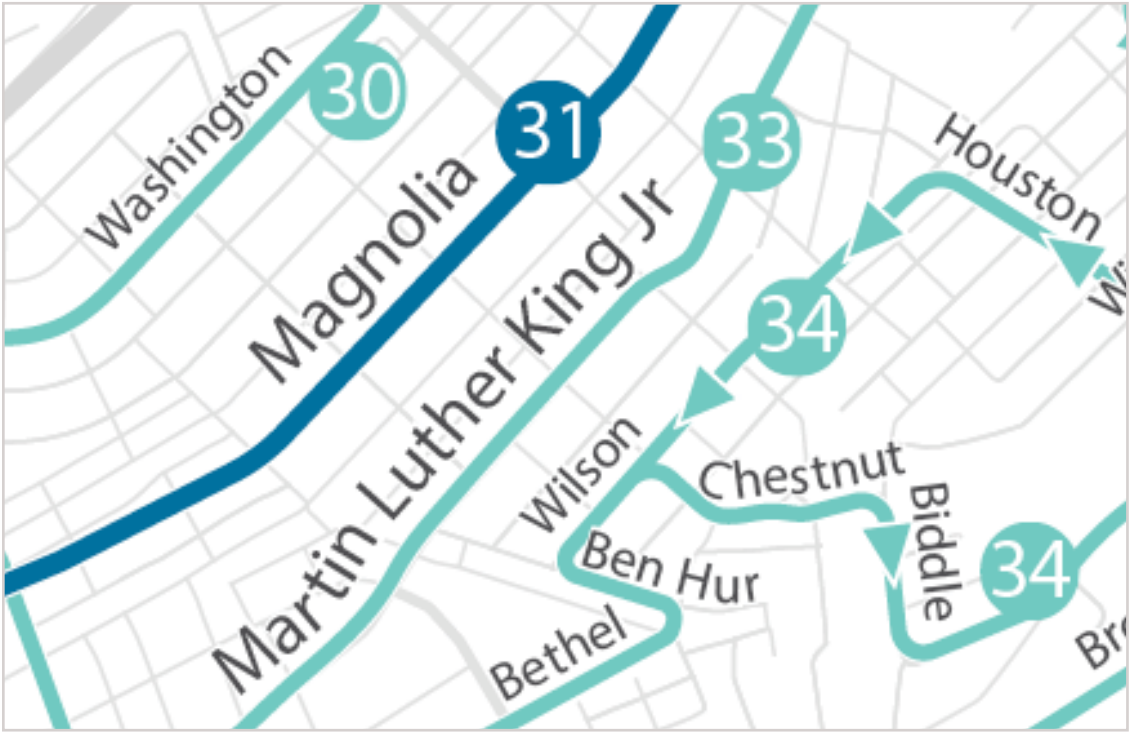 Washington
30
Magnolia
31
Martin Luther King Jr
33
Houston
34
Wilson
Chestnut
Biddle
34
Ben Hur
Bethel